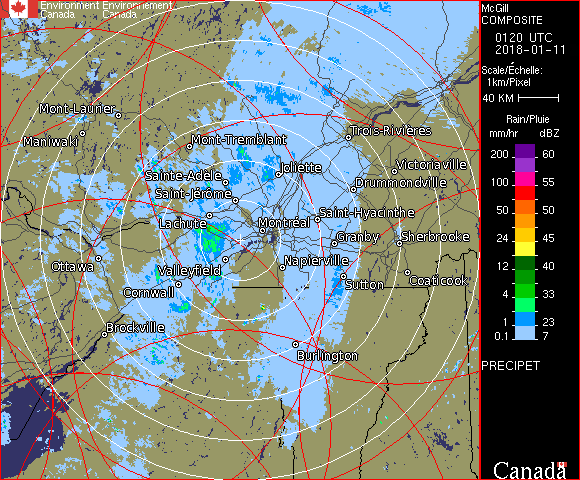 Environment Environnement
Canada Canada
McGill
COMPOSITE
0120 UTC
2018-01-11
Scale/Échelle:
1km/Pixel
40 KM
Rain/Pluie
mm/hr dBZ
200 60
100 55
50 50
24 45
12 40
4 33
1 23
0.1 7
PRECIPET
Canada
Mont-Laurier
Maniwaki
Mont-Tremblant
Trois-Rivières
Sainte-Adèle
Joliette
Victoriaville
Saint-Jérôme
Drummondville
Lachute
Montréal
Saint-Hyacinthe
Granby
Sherbrooke
Ottawa
Valleyfield
Napierville
Cornwall
Sutton
Coaticook
Brockville
Burlington